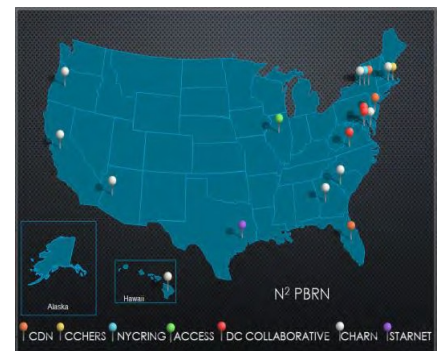 N² PBRN
Alaska
Hawaii
CDN CCHERS NYCRING ACCESS DC COLLABORATIVE CHARN STARNET